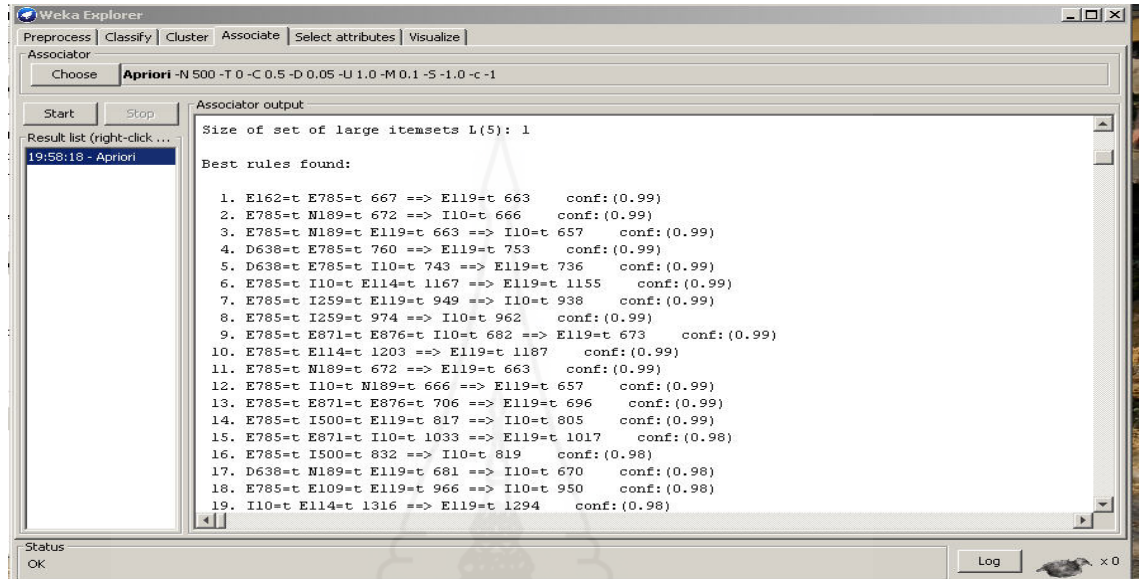 Weka Explorer
Preprocess Classify Cluster Associate Select attributes Visualize
Associator
Choose Apriori -N 500 -T 0 -C 0.5 -D 0.05 -U 1.0 -M 0.1 -S -1.0 -c -1
Start Stop
Result list (right-click ...
19:58:18 - Apriori
Associator output
Size of set of large itemsets L(5): 1
Best rules found:
1. E162=t E785=t 667 ==> E119=t 663 conf:(0.99)
2. E785=t N189=t 672 ==> I10=t 666 conf:(0.99)
3. E785=t N189=t E119=t 663 ==> I10=t 657 conf:(0.99)
4. D638=t E785=t 760 ==> E119=t 753 conf:(0.99)
5. D638=t E785=t I10=t 743 ==> E119=t 736 conf:(0.99)
6. E785=t I10=t E114=t 1167 ==> E119=t 1155 conf:(0.99)
7. E785=t I259=t E119=t 949 ==> I10=t 938 conf:(0.99)
8. E785=t I259=t 974 ==> I10=t 962 conf:(0.99)
9. E785=t E871=t E876=t I10=t 682 ==> E119=t 673 conf:(0.99)
10. E785=t E114=t 1203 ==> E119=t 1187 conf:(0.99)
11. E785=t N189=t 672 ==> E119=t 663 conf:(0.99)
12. E785=t I10=t N189=t 666 ==> E119=t 657 conf:(0.99)
13. E785=t E871=t E876=t 706 ==> E119=t 696 conf:(0.99)
14. E785=t I500=t E119=t 817 ==> I10=t 805 conf:(0.99)
15. E785=t E871=t I10=t 1033 ==> E119=t 1017 conf:(0.98)
16. E785=t I500=t 832 ==> I10=t 819 conf:(0.98)
17. D638=t N189=t E119=t 681 ==> I10=t 670 conf:(0.98)
18. E785=t E109=t E119=t 966 ==> I10=t 950 conf:(0.98)
19. I10=t E114=t 1316 ==> E119=t 1294 conf:(0.98)
Status
OK
Log
x 0